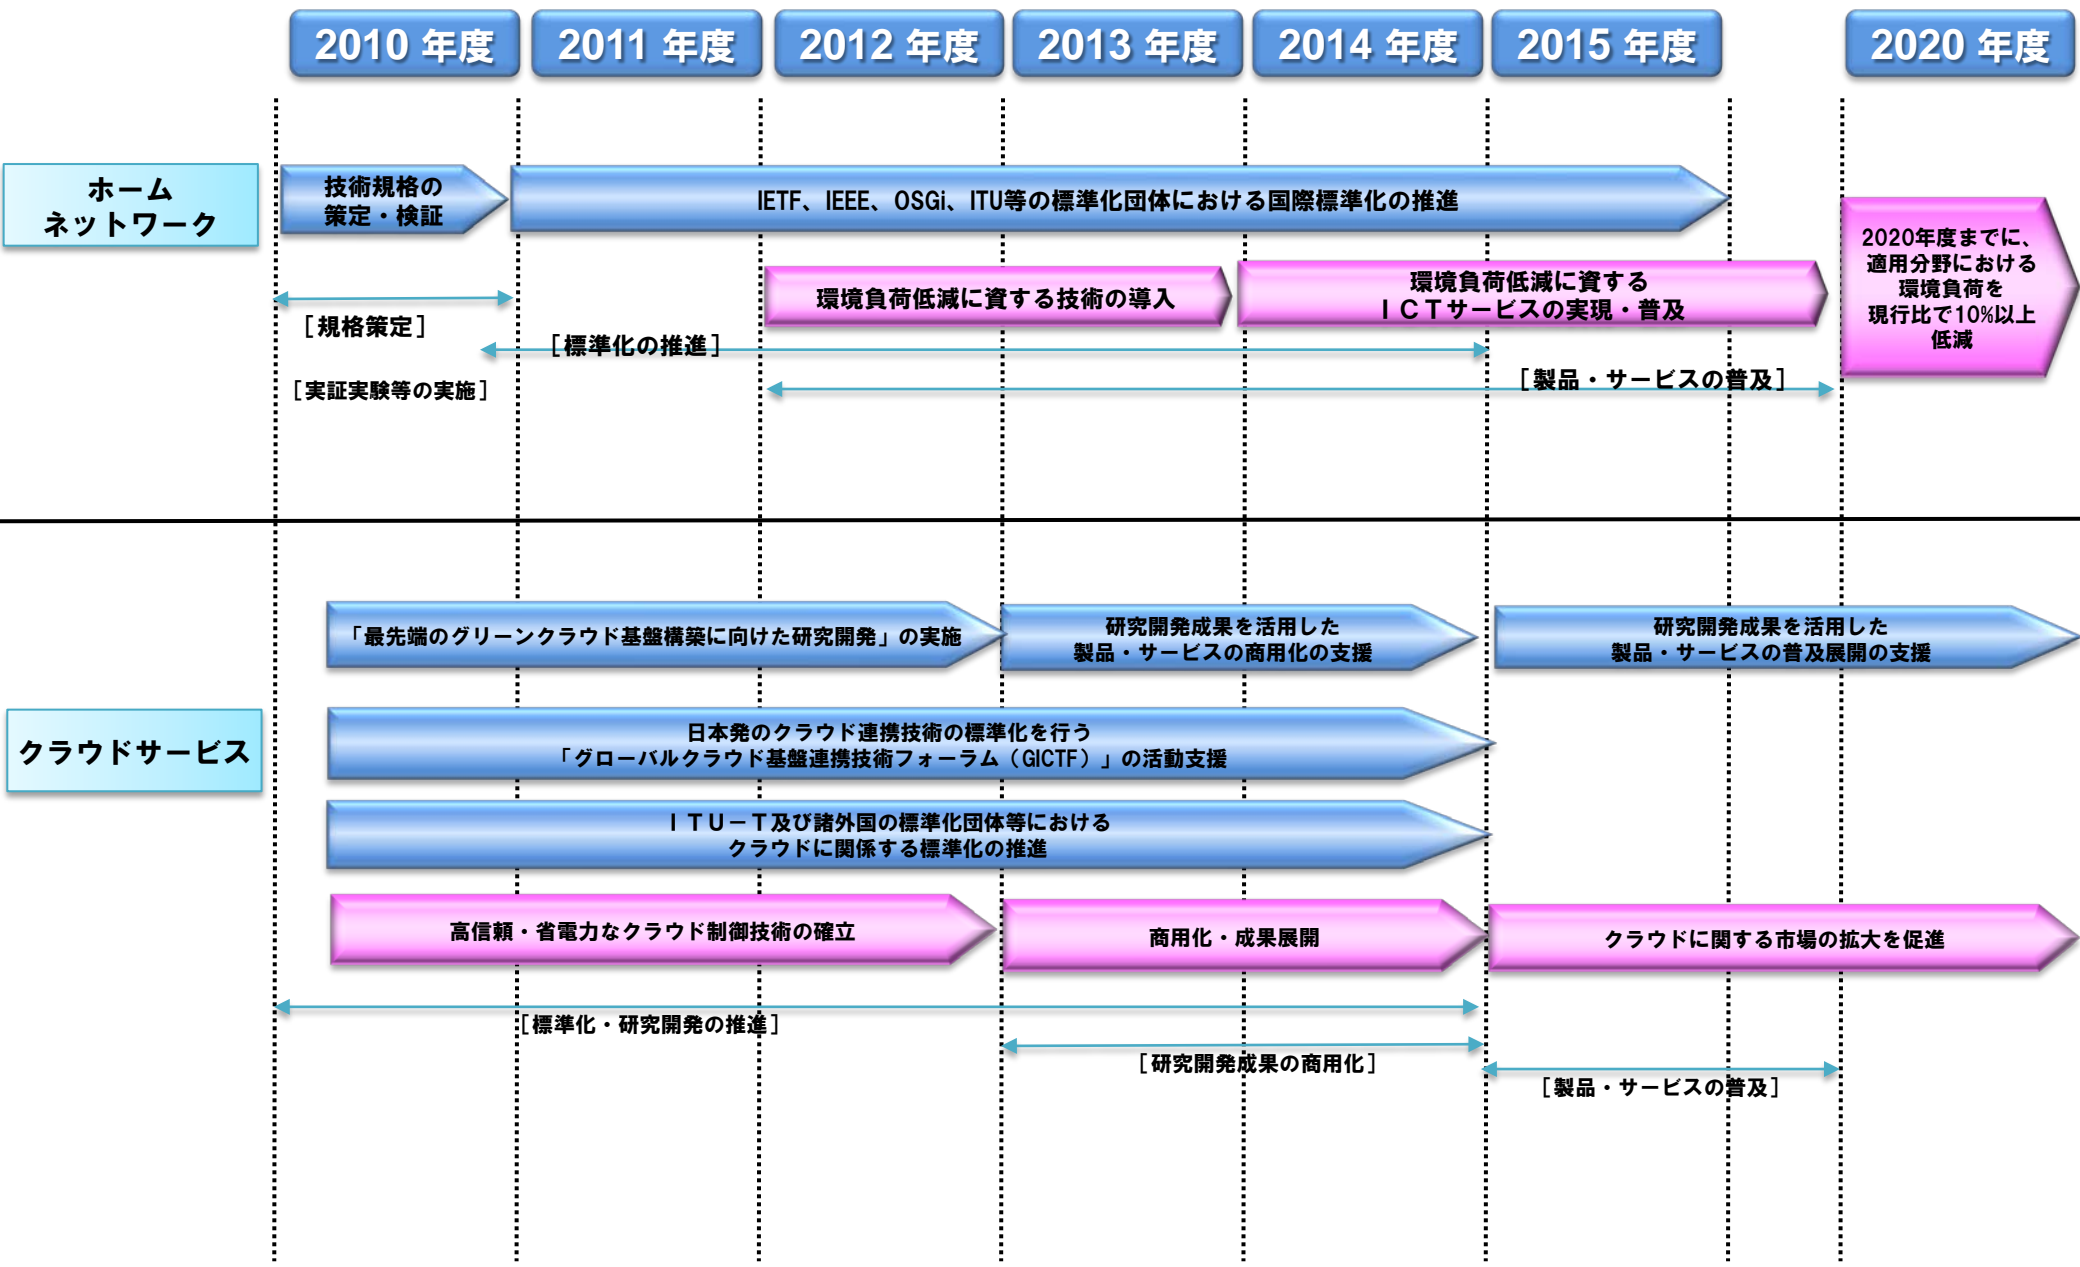 2010 年度
2011 年度
2012 年度
2013 年度
2014 年度
2015 年度
2020 年度
ホーム
ネットワーク
技術規格の
策定・検証
IETF、IEEE、OSGi、ITU等の標準化団体における国際標準化の推進
環境負荷低減に資する技術の導入
環境負荷低減に資する
ＩＣＴサービスの実現・普及
2020年度までに、
適用分野における
環境負荷を
現行比で10%以上
低減
［規格策定］
［標準化の推進］
［実証実験等の実施］
［製品・サービスの普及］
クラウドサービス
「最先端のグリーンクラウド基盤構築に向けた研究開発」の実施
研究開発成果を活用した
製品・サービスの商用化の支援
研究開発成果を活用した
製品・サービスの普及展開の支援
日本発のクラウド連携技術の標準化を行う
「グローバルクラウド基盤連携技術フォーラム（GICTF）」の活動支援
ＩＴＵ－Ｔ及び諸外国の標準化団体等における
クラウドに関係する標準化の推進
高信頼・省電力なクラウド制御技術の確立
商用化・成果展開
クラウドに関する市場の拡大を促進
［標準化・研究開発の推進］
［研究開発成果の商用化］
［製品・サービスの普及］